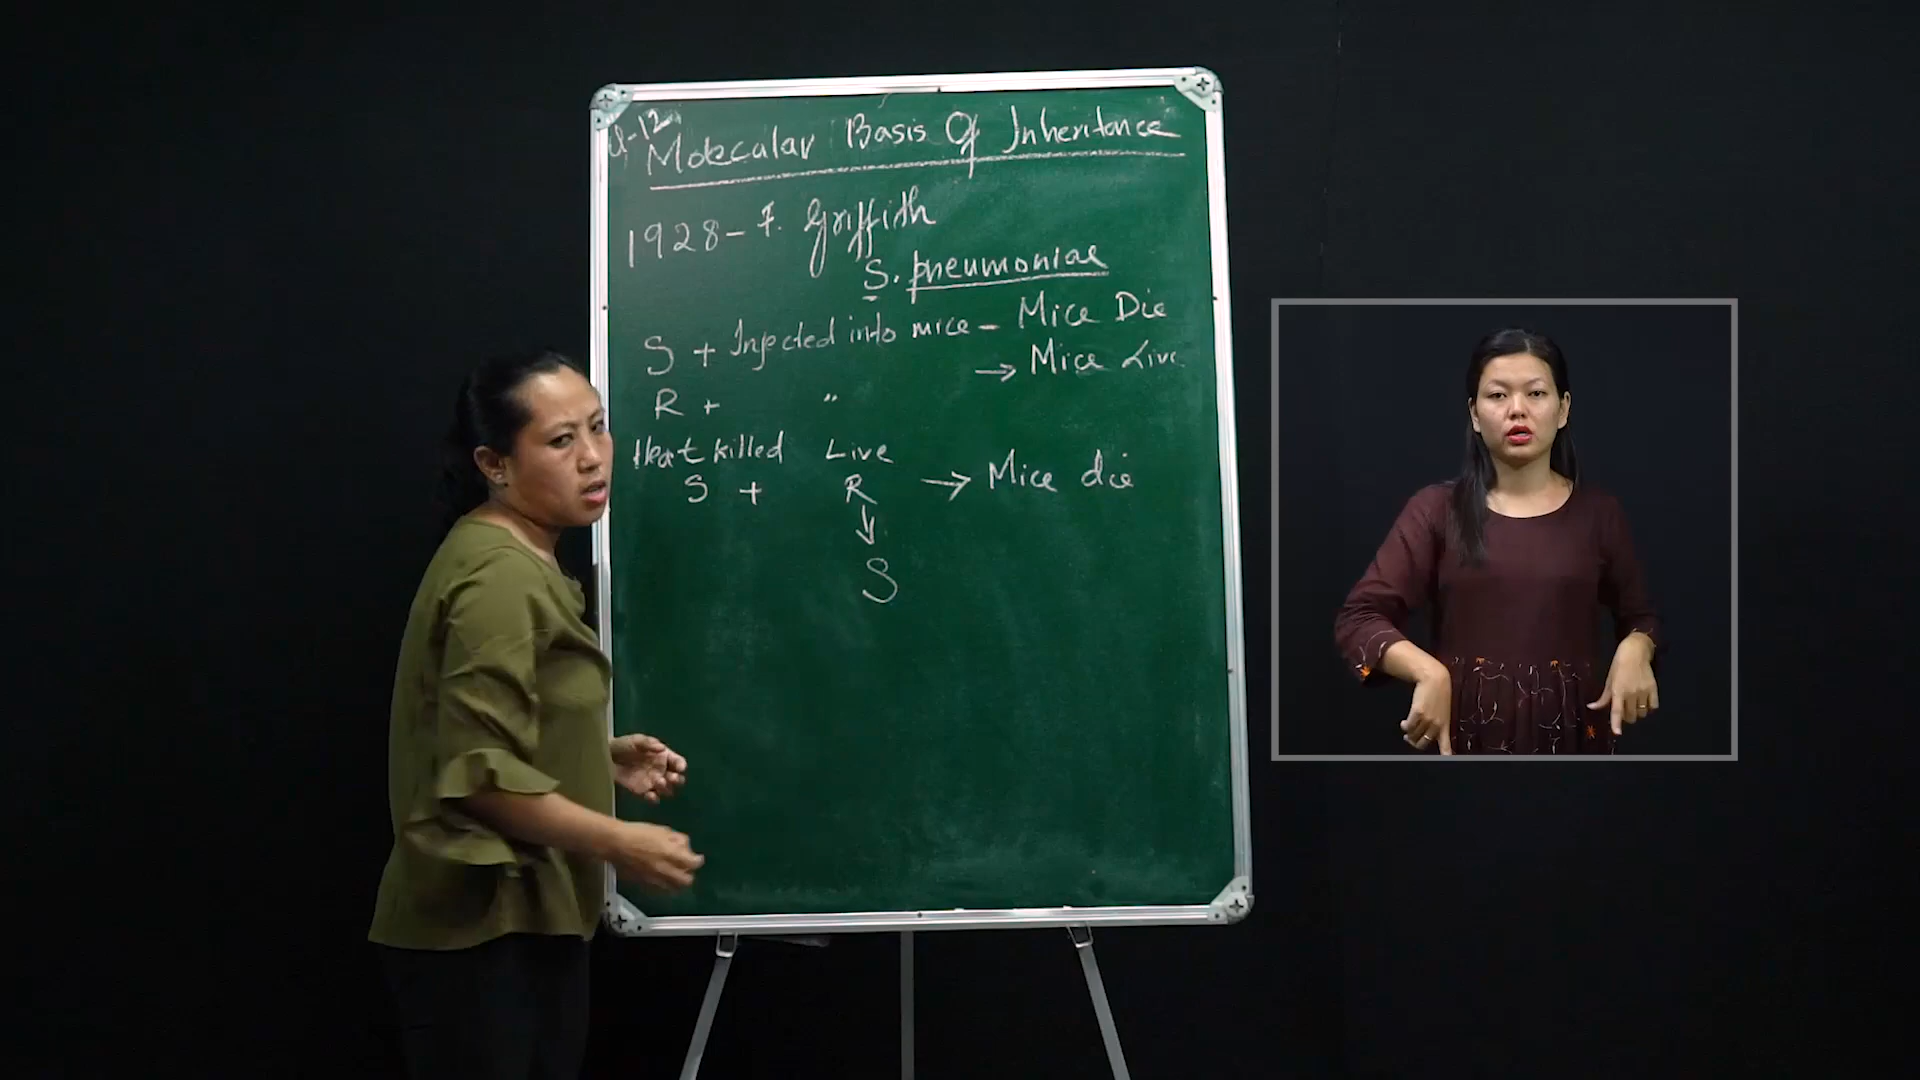 Cl-12
Molecular Basis Of Inheritance
1928 - F. Griffith
S. pneumoniae
S + Injected into mice - Mice Die
→ Mice Live
R + "
Heat killed Live
S + R → Mice die
↓
S